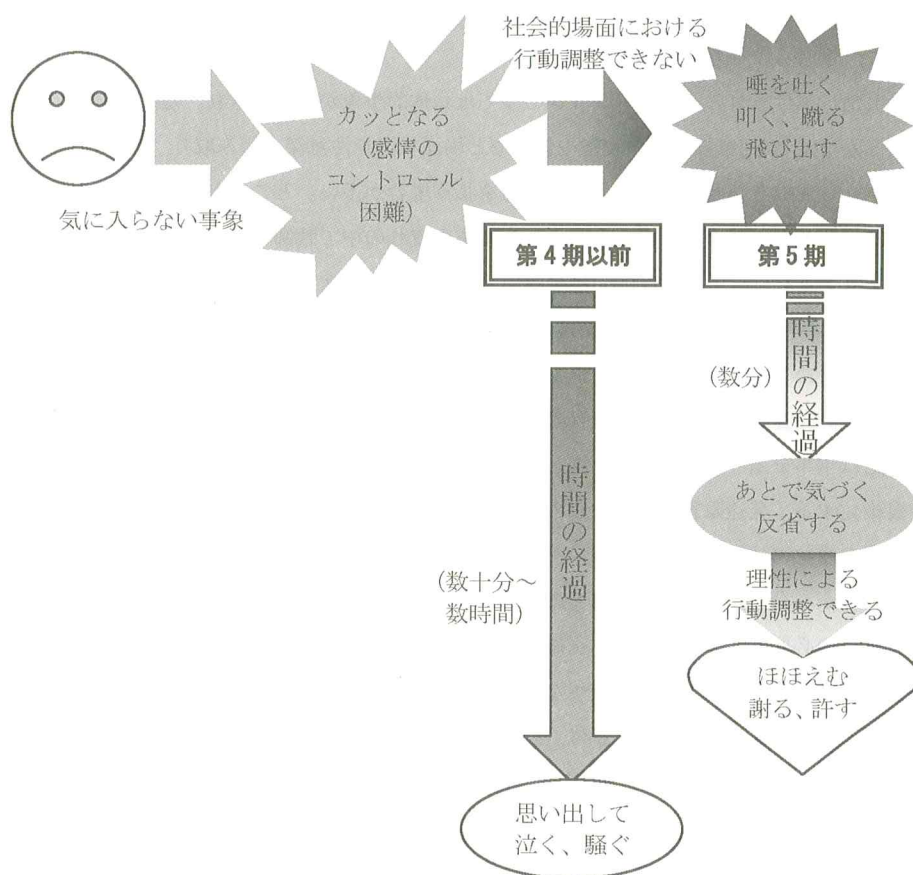 社会的場面における
行動調整できない
カッとなる
(感情の
コントロール
困難)
唾を吐く
叩く、蹴る
飛び出す
気に入らない事象
第4期以前
第5期
(数分)
時間の経過
あとで気づく
反省する
時間の経過
(数十分～
数時間)
理性による
行動調整できる
ほほえむ
謝る、許す
思い出して
泣く、騒ぐ